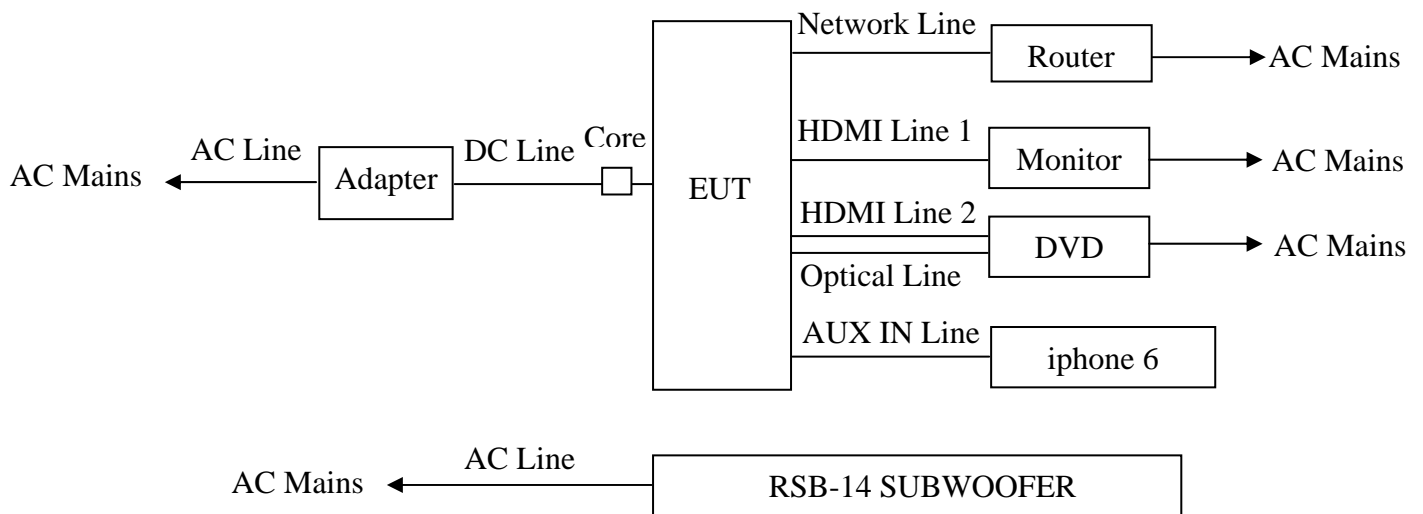 Network Line
Router
AC Mains
HDMI Line 1
Monitor
AC Mains
AC Mains
AC Line
Adapter
DC Line
Core
EUT
HDMI Line 2
DVD
AC Mains
Optical Line
AUX IN Line
iphone 6
AC Mains
AC Line
RSB-14 SUBWOOFER